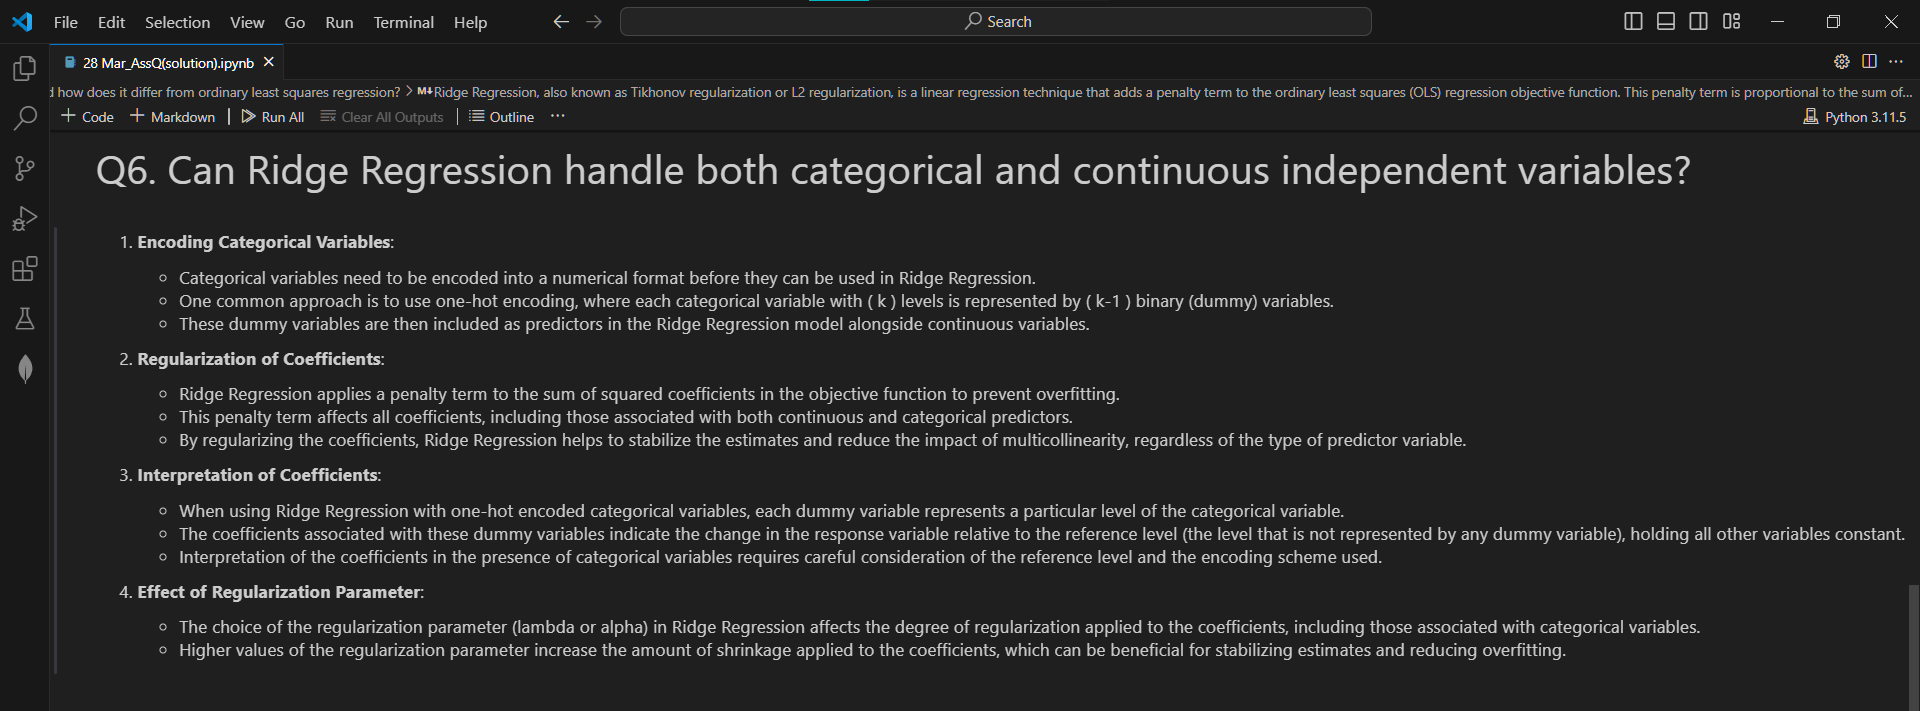 File Edit Selection View Go Run Terminal Help
Search
28 Mar_AssQ(solution).ipynb
d how does it differ from ordinary least squares regression? > M↓Ridge Regression, also known as Tikhonov regularization or L2 regularization, is a linear regression technique that adds a penalty term to the ordinary least squares (OLS) regression objective function. This penalty term is proportional to the sum of...
+ Code + Markdown | Run All Clear All Outputs | Outline ...
Python 3.11.5
Q6. Can Ridge Regression handle both categorical and continuous independent variables?
1. Encoding Categorical Variables:
Categorical variables need to be encoded into a numerical format before they can be used in Ridge Regression.
One common approach is to use one-hot encoding, where each categorical variable with ( k ) levels is represented by ( k-1 ) binary (dummy) variables.
These dummy variables are then included as predictors in the Ridge Regression model alongside continuous variables.
2. Regularization of Coefficients:
Ridge Regression applies a penalty term to the sum of squared coefficients in the objective function to prevent overfitting.
This penalty term affects all coefficients, including those associated with both continuous and categorical predictors.
By regularizing the coefficients, Ridge Regression helps to stabilize the estimates and reduce the impact of multicollinearity, regardless of the type of predictor variable.
3. Interpretation of Coefficients:
When using Ridge Regression with one-hot encoded categorical variables, each dummy variable represents a particular level of the categorical variable.
The coefficients associated with these dummy variables indicate the change in the response variable relative to the reference level (the level that is not represented by any dummy variable), holding all other variables constant.
Interpretation of the coefficients in the presence of categorical variables requires careful consideration of the reference level and the encoding scheme used.
4. Effect of Regularization Parameter:
The choice of the regularization parameter (lambda or alpha) in Ridge Regression affects the degree of regularization applied to the coefficients, including those associated with categorical variables.
Higher values of the regularization parameter increase the amount of shrinkage applied to the coefficients, which can be beneficial for stabilizing estimates and reducing overfitting.